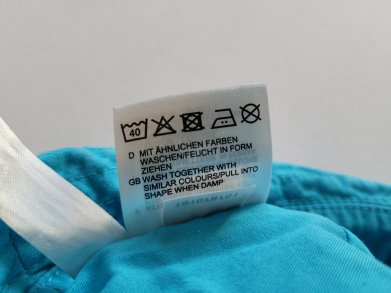 40
D MIT ÄHNLICHEN FARBEN
WASCHEN/FEUCHT IN FORM
ZIEHEN
GB WASH TOGETHER WITH
SIMILAR COLOURS/PULL INTO
SHAPE WHEN DAMP